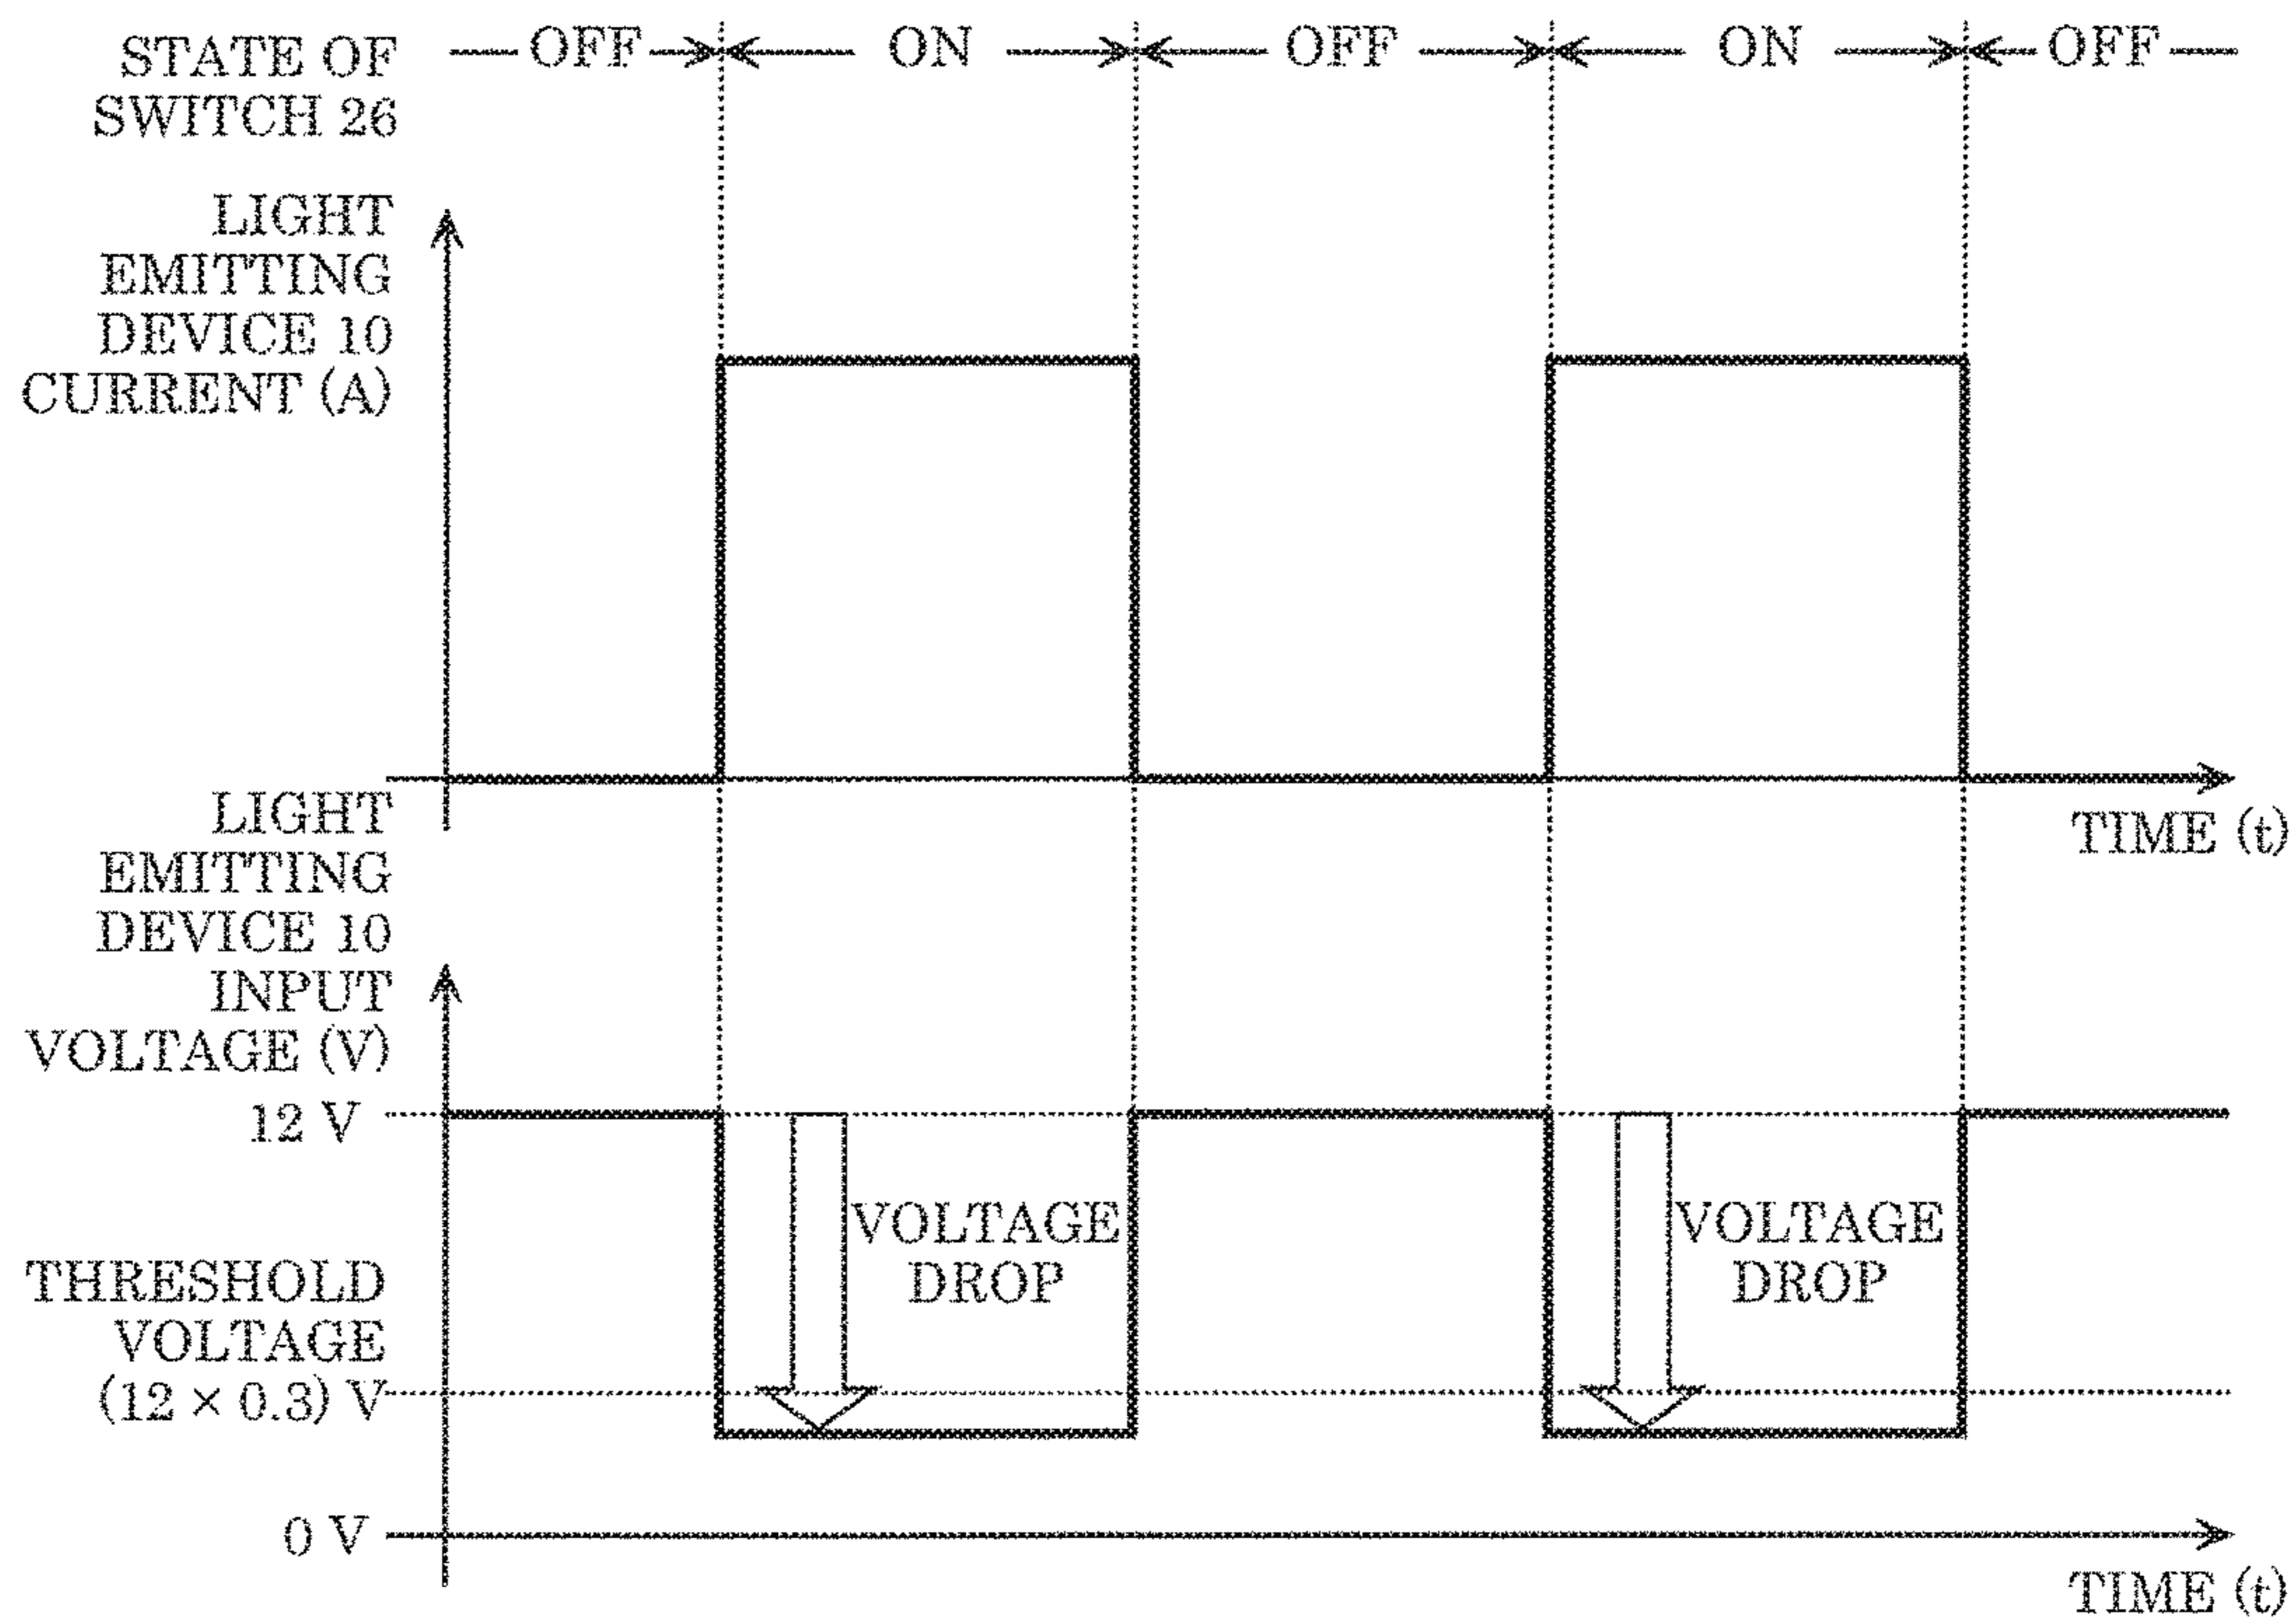 STATE OF
SWITCH 26
OFF ON OFF ON OFF
LIGHT
EMITTING
DEVICE 10
CURRENT (A)
TIME (t)
LIGHT
EMITTING
DEVICE 10
INPUT
VOLTAGE (V)
12 V
VOLTAGE
DROP
VOLTAGE
DROP
THRESHOLD
VOLTAGE
(12 × 0.3) V
0 V
TIME (t)